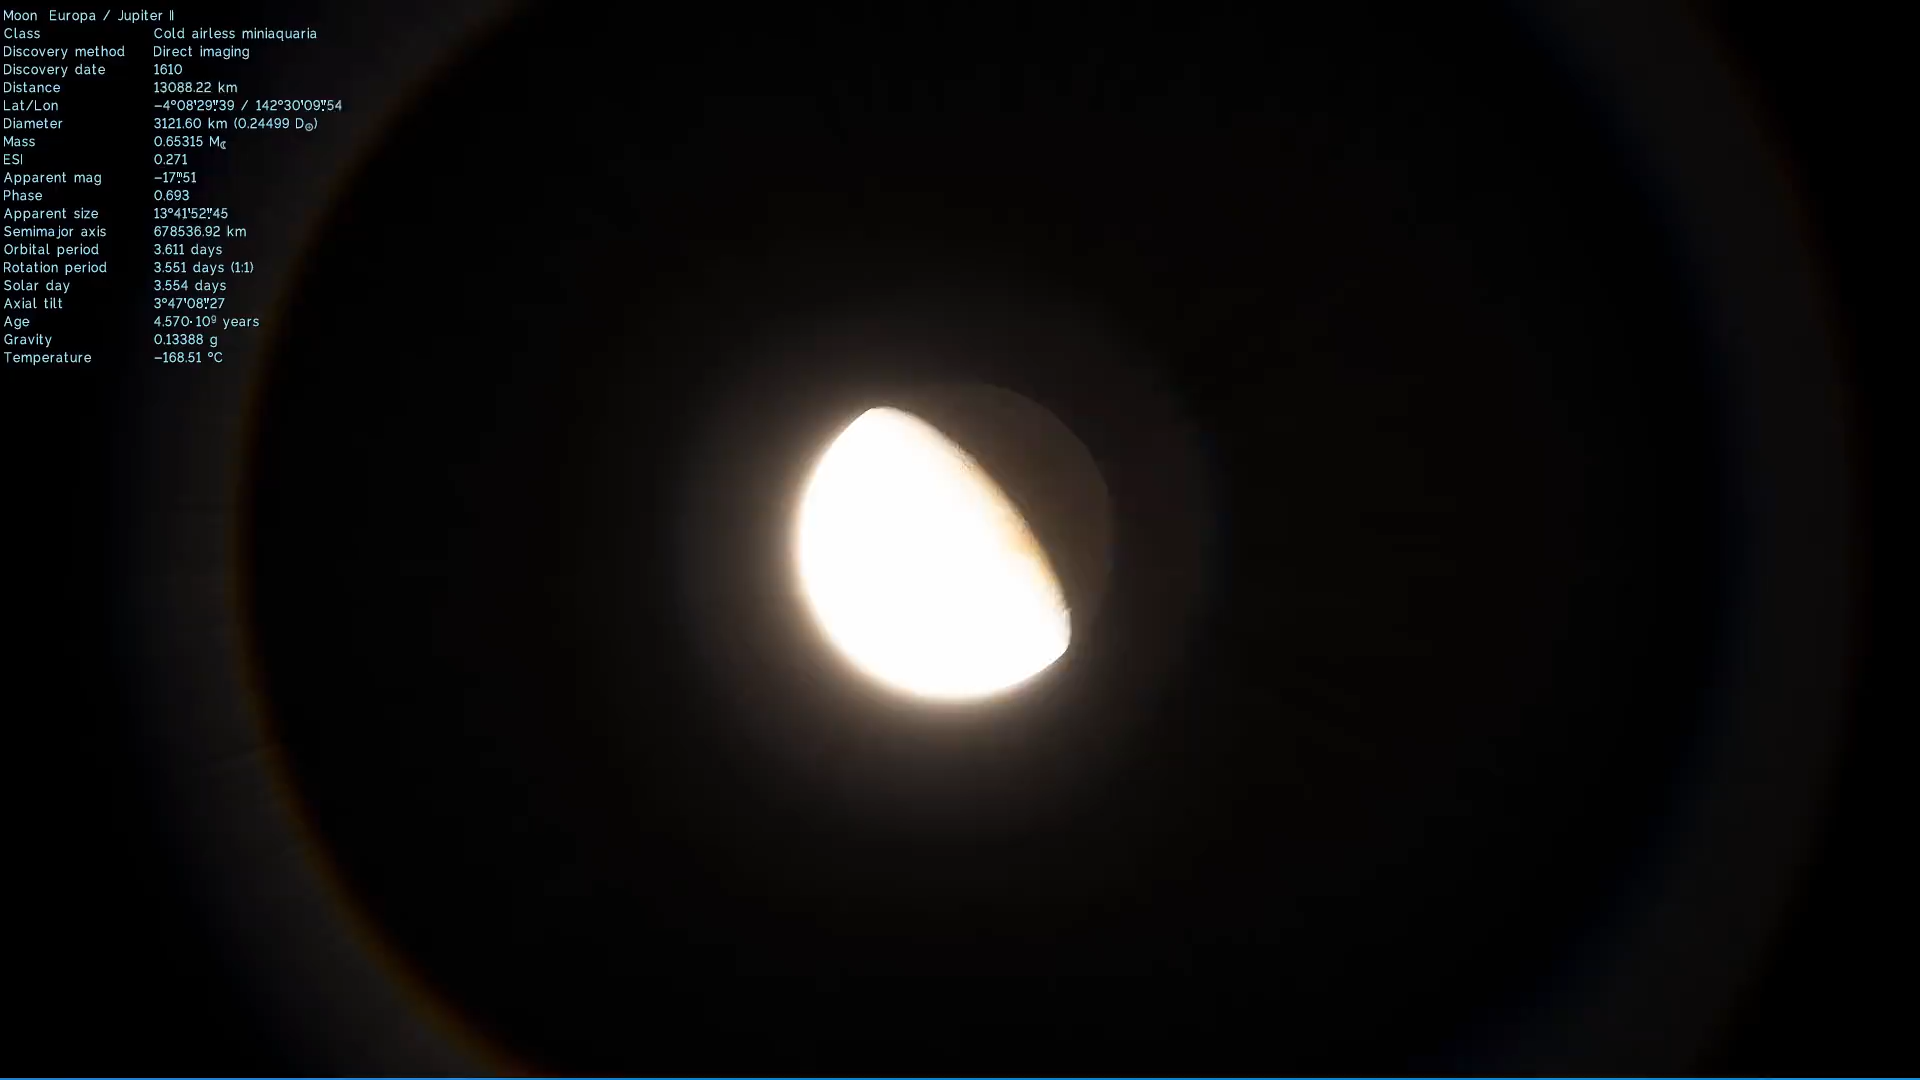 Moon Europa / Jupiter II
Class Cold airless miniaquaria
Discovery method Direct imaging
Discovery date 1610
Distance 13088.22 km
Lat/Lon −4°08'29"39 / 142°30'09"54
Diameter 3121.60 km (0.24499 D⊕)
Mass 0.65315 M☾
ESI 0.271
Apparent mag −17ᵐ51
Phase 0.693
Apparent size 13°41'52"45
Semimajor axis 678536.92 km
Orbital period 3.611 days
Rotation period 3.551 days (1:1)
Solar day 3.554 days
Axial tilt 3°47'08"27
Age 4.570·10⁹ years
Gravity 0.13388 g
Temperature −168.51 °C